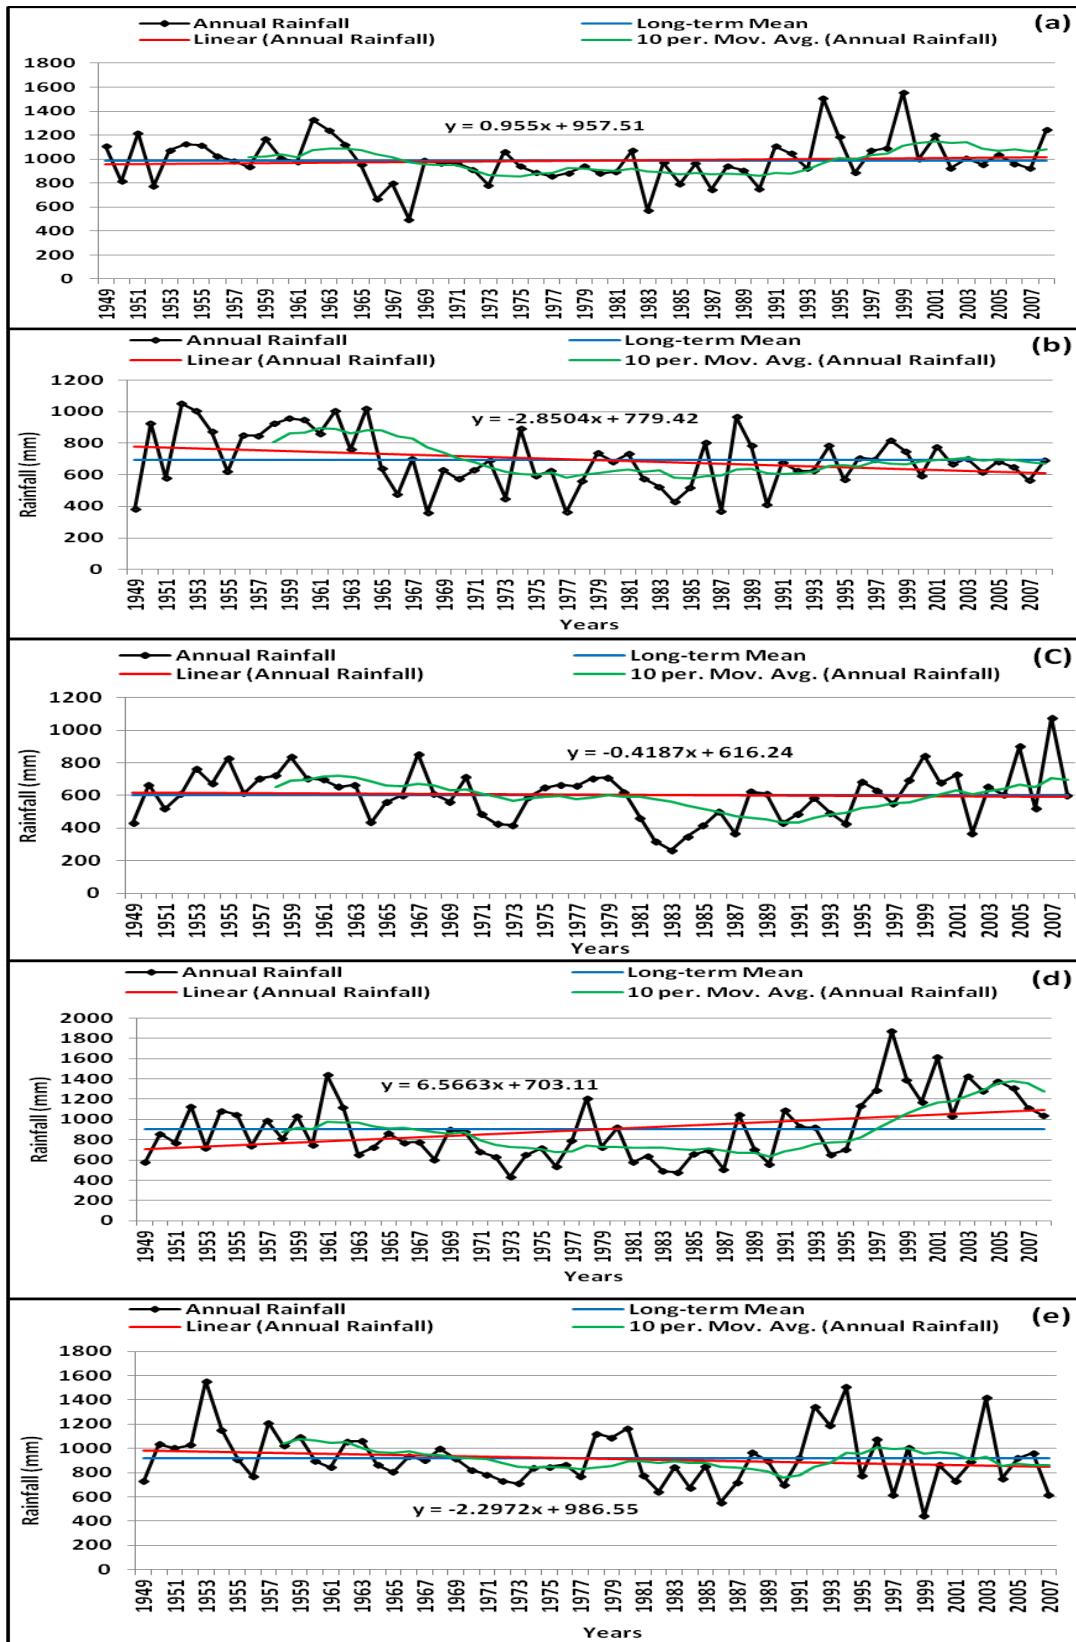 Annual Rainfall Long-term Mean (a)
Linear (Annual Rainfall) 10 per. Mov. Avg. (Annual Rainfall)
1800
1600
1400
1200
1000
800
600
400
200
0
y = 0.955x + 957.51
1949 1951 1953 1955 1957 1959 1961 1963 1965 1967 1969 1971 1973 1975 1977 1979 1981 1983 1985 1987 1989 1991 1993 1995 1997 1999 2001 2003 2005 2007
Annual Rainfall Long-term Mean (b)
Linear (Annual Rainfall) 10 per. Mov. Avg. (Annual Rainfall)
Rainfall (mm)
1200
1000
800
600
400
200
0
y = -2.8504x + 779.42
1949 1951 1953 1955 1957 1959 1961 1963 1965 1967 1969 1971 1973 1975 1977 1979 1981 1983 1985 1987 1989 1991 1993 1995 1997 1999 2001 2003 2005 2007
Years
Annual Rainfall Long-term Mean (C)
Linear (Annual Rainfall) 10 per. Mov. Avg. (Annual Rainfall)
Rainfall (mm)
1200
1000
800
600
400
200
0
y = -0.4187x + 616.24
1949 1951 1953 1955 1957 1959 1961 1963 1965 1967 1969 1971 1973 1975 1977 1979 1981 1983 1985 1987 1989 1991 1993 1995 1997 1999 2001 2003 2005 2007
Years
Annual Rainfall Long-term Mean (d)
Linear (Annual Rainfall) 10 per. Mov. Avg. (Annual Rainfall)
Rainfall (mm)
2000
1800
1600
1400
1200
1000
800
600
400
200
0
y = 6.5663x + 703.11
1949 1951 1953 1955 1957 1959 1961 1963 1965 1967 1969 1971 1973 1975 1977 1979 1981 1983 1985 1987 1989 1991 1993 1995 1997 1999 2001 2003 2005 2007
Years
Annual Rainfall Long-term Mean (e)
Linear (Annual Rainfall) 10 per. Mov. Avg. (Annual Rainfall)
Rainfall (mm)
1800
1600
1400
1200
1000
800
600
400
200
0
y = -2.2972x + 986.55
1949 1951 1953 1955 1957 1959 1961 1963 1965 1967 1969 1971 1973 1975 1977 1979 1981 1983 1985 1987 1989 1991 1993 1995 1997 1999 2001 2003 2005 2007
Years